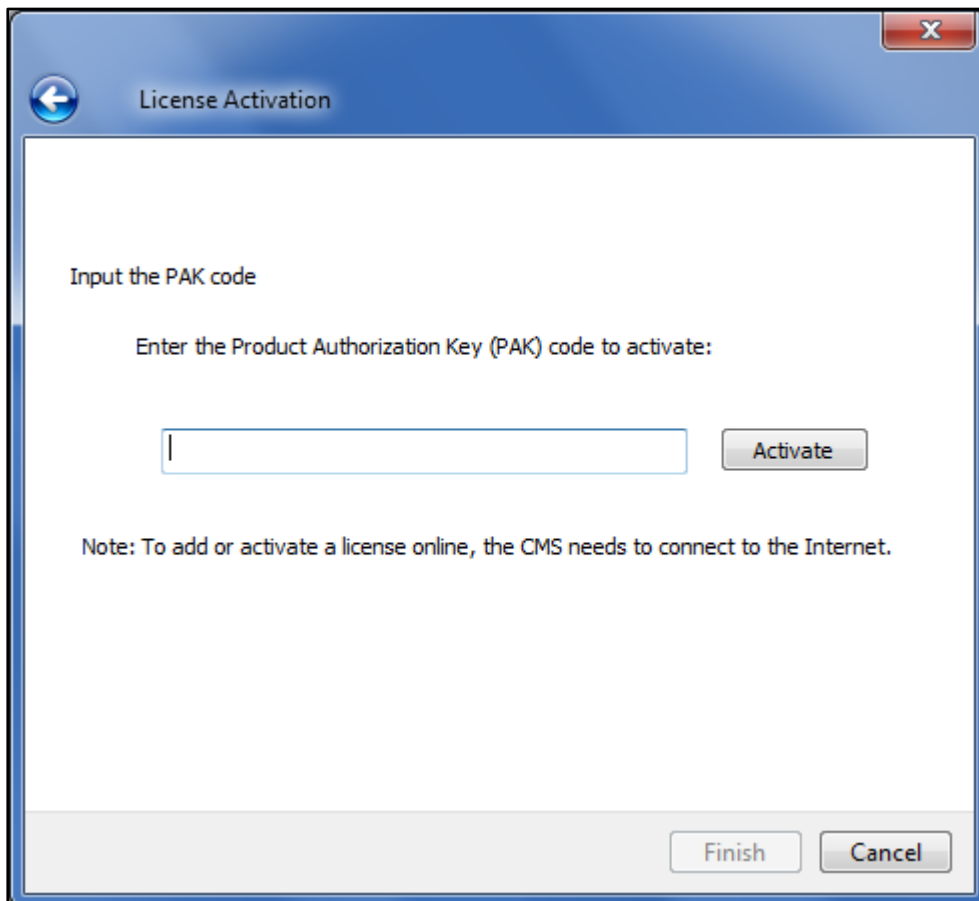 License Activation
Input the PAK code
Enter the Product Authorization Key (PAK) code to activate:
Activate
Note: To add or activate a license online, the CMS needs to connect to the Internet.
Finish
Cancel